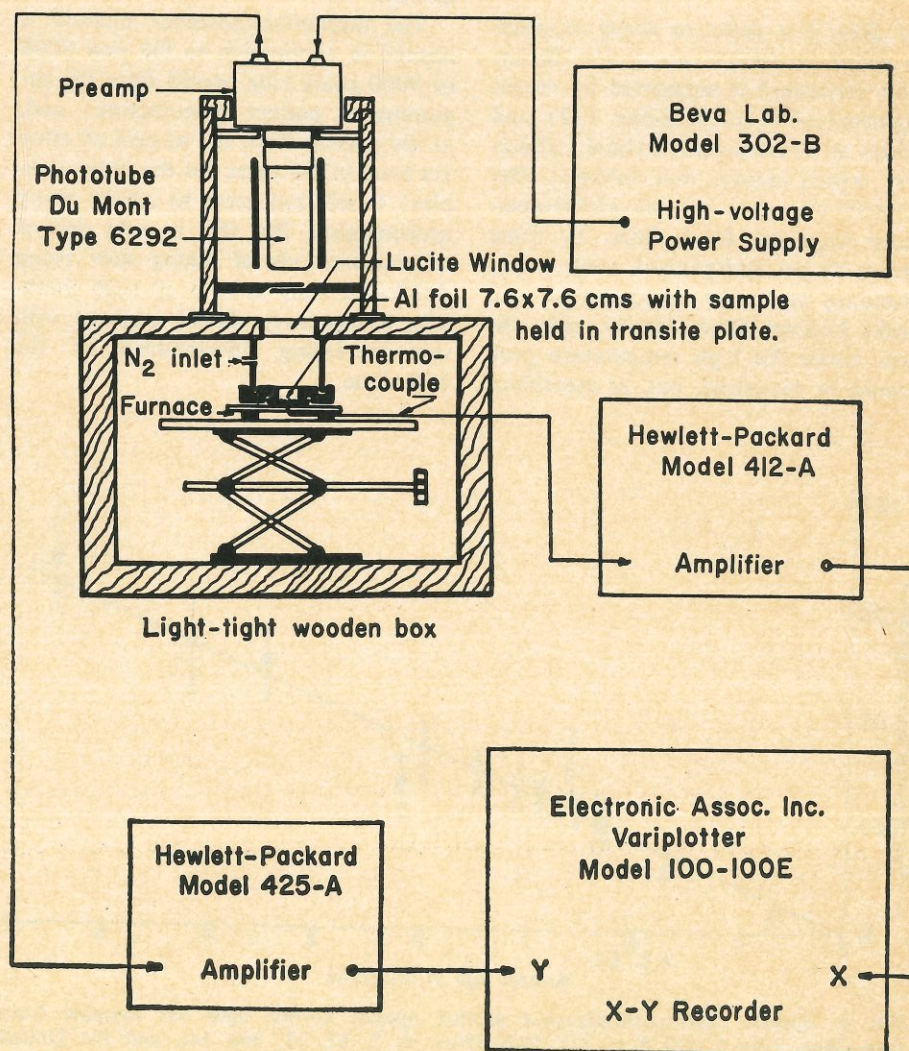 Preamp
Phototube
Du Mont
Type 6292
Beva Lab.
Model 302-B
High-voltage
Power Supply
Lucite Window
Al foil 7.6x7.6 cms with sample
held in transite plate.
N2 inlet
Thermo-
couple
Furnace
Hewlett-Packard
Model 412-A
Amplifier
Light-tight wooden box
Hewlett-Packard
Model 425-A
Amplifier
Electronic Assoc. Inc.
Variplotter
Model 100-100E
Y
X
X-Y Recorder